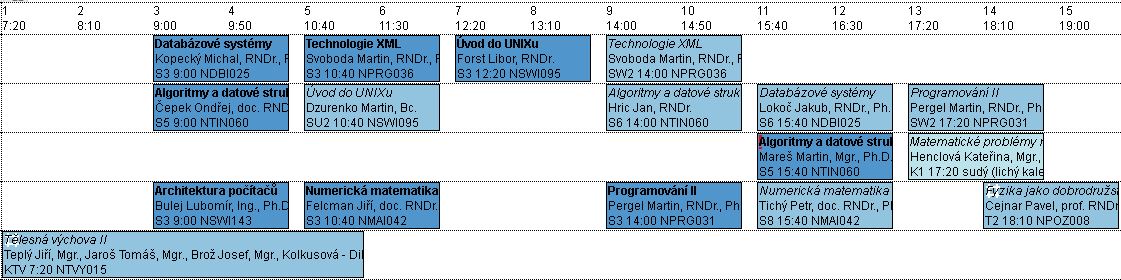 1 2 3 4 5 6 7 8 9 10 11 12 13 14 15
7:20 8:10 9:00 9:50 10:40 11:30 12:20 13:10 14:00 14:50 15:40 16:30 17:20 18:10 19:00
Databázové systémy
Kopecký Michal, RNDr., F
S3 9:00 NDBI025
Technologie XML
Svoboda Martin, RNDr., F
S3 10:40 NPRG036
Úvod do UNIXu
Forst Libor, RNDr.
S3 12:20 NSWI095
Technologie XML
Svoboda Martin, RNDr., F
SW2 14:00 NPRG036
Algoritmy a datové struk
Čepek Ondřej, doc. RND
S5 9:00 NTIN060
Úvod do UNIXu
Dzurenko Martin, Bc.
SU2 10:40 NSWI095
Algoritmy a datové struk
Hric Jan, RNDr.
S6 14:00 NTIN060
Databázové systémy
Lokoč Jakub, RNDr., Ph.
S6 15:40 NDBI025
Programování II
Pergel Martin, RNDr., Ph
SW2 17:20 NPRG031
Algoritmy a datové struk
Mareš Martin, Mgr., Ph.D.
S5 15:40 NTIN060
Matematické problémy
Henclová Kateřina, Mgr.,
K1 17:20 sudý (lichý kale
Architektura počítačů
Bulej Lubomír, Ing., Ph.D
S3 9:00 NSWI143
Numerická matematika
Felcman Jiří, doc. RNDr.
S3 10:40 NMAI042
Programování II
Pergel Martin, RNDr., Ph
S3 14:00 NPRG031
Numerická matematika
Tichý Petr, doc. RNDr., P
S8 15:40 NMAI042
Fyzika jako dobrodružs
Cejnar Pavel, prof. RNDr
T2 18:10 NPOZ008
Tělesná výchova II
Teplý Jiří, Mgr., Jaroš Tomáš, Mgr., Brož Josef, Mgr., Kolkusová - Dil
KTV 7:20 NTVY015